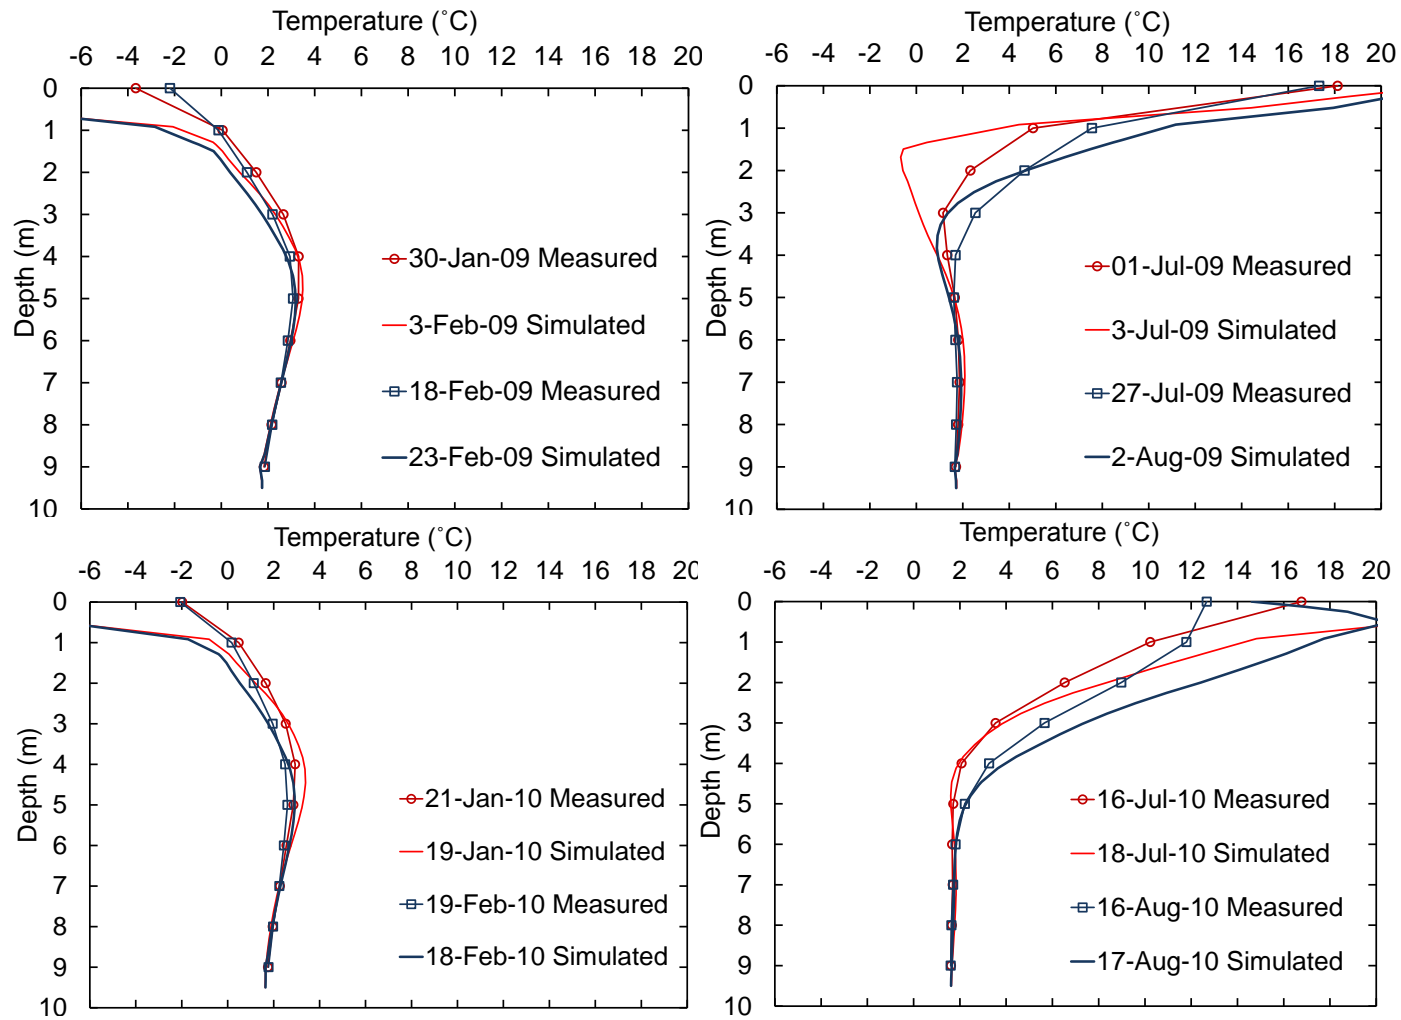 Temperature (˚C)
-6 -4 -2 0 2 4 6 8 10 12 14 16 18 20
0
1
2
3
4
5
6
7
8
9
10
Depth (m)
30-Jan-09 Measured
3-Feb-09 Simulated
18-Feb-09 Measured
23-Feb-09 Simulated
Temperature (˚C)
-6 -4 -2 0 2 4 6 8 10 12 14 16 18 20
0
1
2
3
4
5
6
7
8
9
10
Depth (m)
01-Jul-09 Measured
3-Jul-09 Simulated
27-Jul-09 Measured
2-Aug-09 Simulated
Temperature (˚C)
-6 -4 -2 0 2 4 6 8 10 12 14 16 18 20
0
1
2
3
4
5
6
7
8
9
10
Depth (m)
21-Jan-10 Measured
19-Jan-10 Simulated
19-Feb-10 Measured
18-Feb-10 Simulated
Temperature (˚C)
-6 -4 -2 0 2 4 6 8 10 12 14 16 18 20
0
1
2
3
4
5
6
7
8
9
10
Depth (m)
16-Jul-10 Measured
18-Jul-10 Simulated
16-Aug-10 Measured
17-Aug-10 Simulated